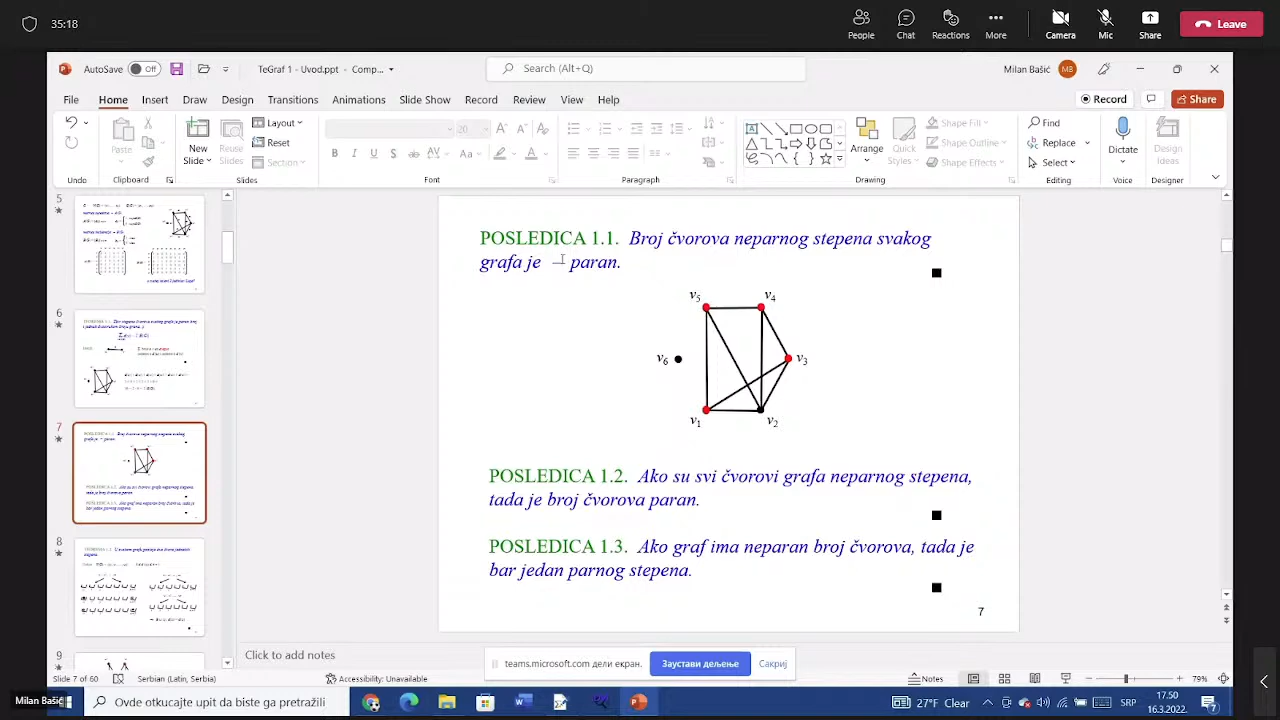 35:18
People
Chat
Reactions
More
Camera
Mic
Share
Leave
AutoSave
Off
TeGraf 1 - Uvod.ppt - Comp...
Search (Alt+Q)
Milan Bašić
MB
File
Home
Insert
Draw
Design
Transitions
Animations
Slide Show
Record
Review
View
Help
Record
Share
Paste
New Slide
Reuse Slides
Layout
Reset
Section
20
Arrange
Quick Styles
Shape Fill
Shape Outline
Shape Effects
Find
Replace
Select
Dictate
Design Ideas
Undo
Clipboard
Slides
Font
Paragraph
Drawing
Editing
Voice
Designer
5
6
7
8
9
POSLEDICA 1.1. Broj čvorova neparnog stepena svakog
grafa je paran.
v5
v4
v6
v3
v1
v2
POSLEDICA 1.2. Ako su svi čvorovi grafa neparnog stepena,
tada je broj čvorova paran.
POSLEDICA 1.3. Ako graf ima neparan broj čvorova, tada je
bar jedan parnog stepena.
7
Click to add notes
teams.microsoft.com дели екран.
Заустави дељење
Сакриј
Slide 7 of 60
Serbian (Latin, Serbia)
Accessibility: Unavailable
Notes
79%
Milan Bašić
Ovde otkucajte upit da biste ga pretražili
27°F Clear
SRP
17.50
16.3.2022.
7